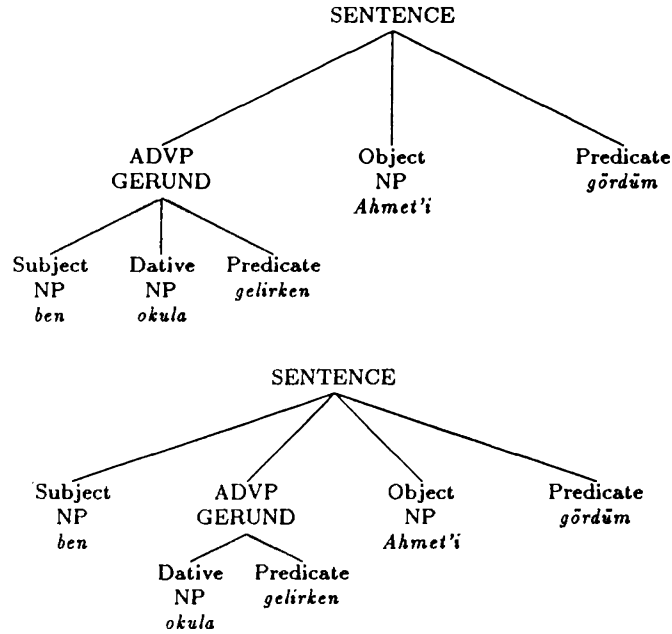 SENTENCE
ADVP Object Predicate
GERUND NP gördüm
Ahmet'i
Subject Dative Predicate
NP NP gelirken
ben okula
SENTENCE
Subject ADVP Object Predicate
NP GERUND NP gördüm
ben Ahmet'i
Dative Predicate
NP gelirken
okula